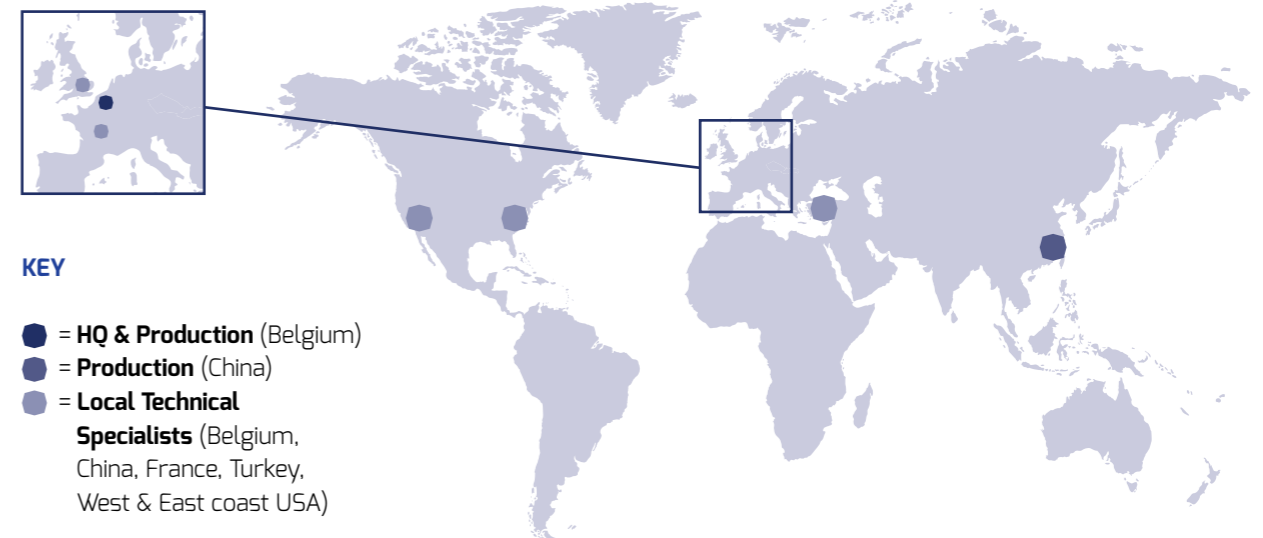 KEY
= HQ & Production (Belgium)
= Production (China)
= Local Technical
Specialists (Belgium,
China, France, Turkey,
West & East coast USA)